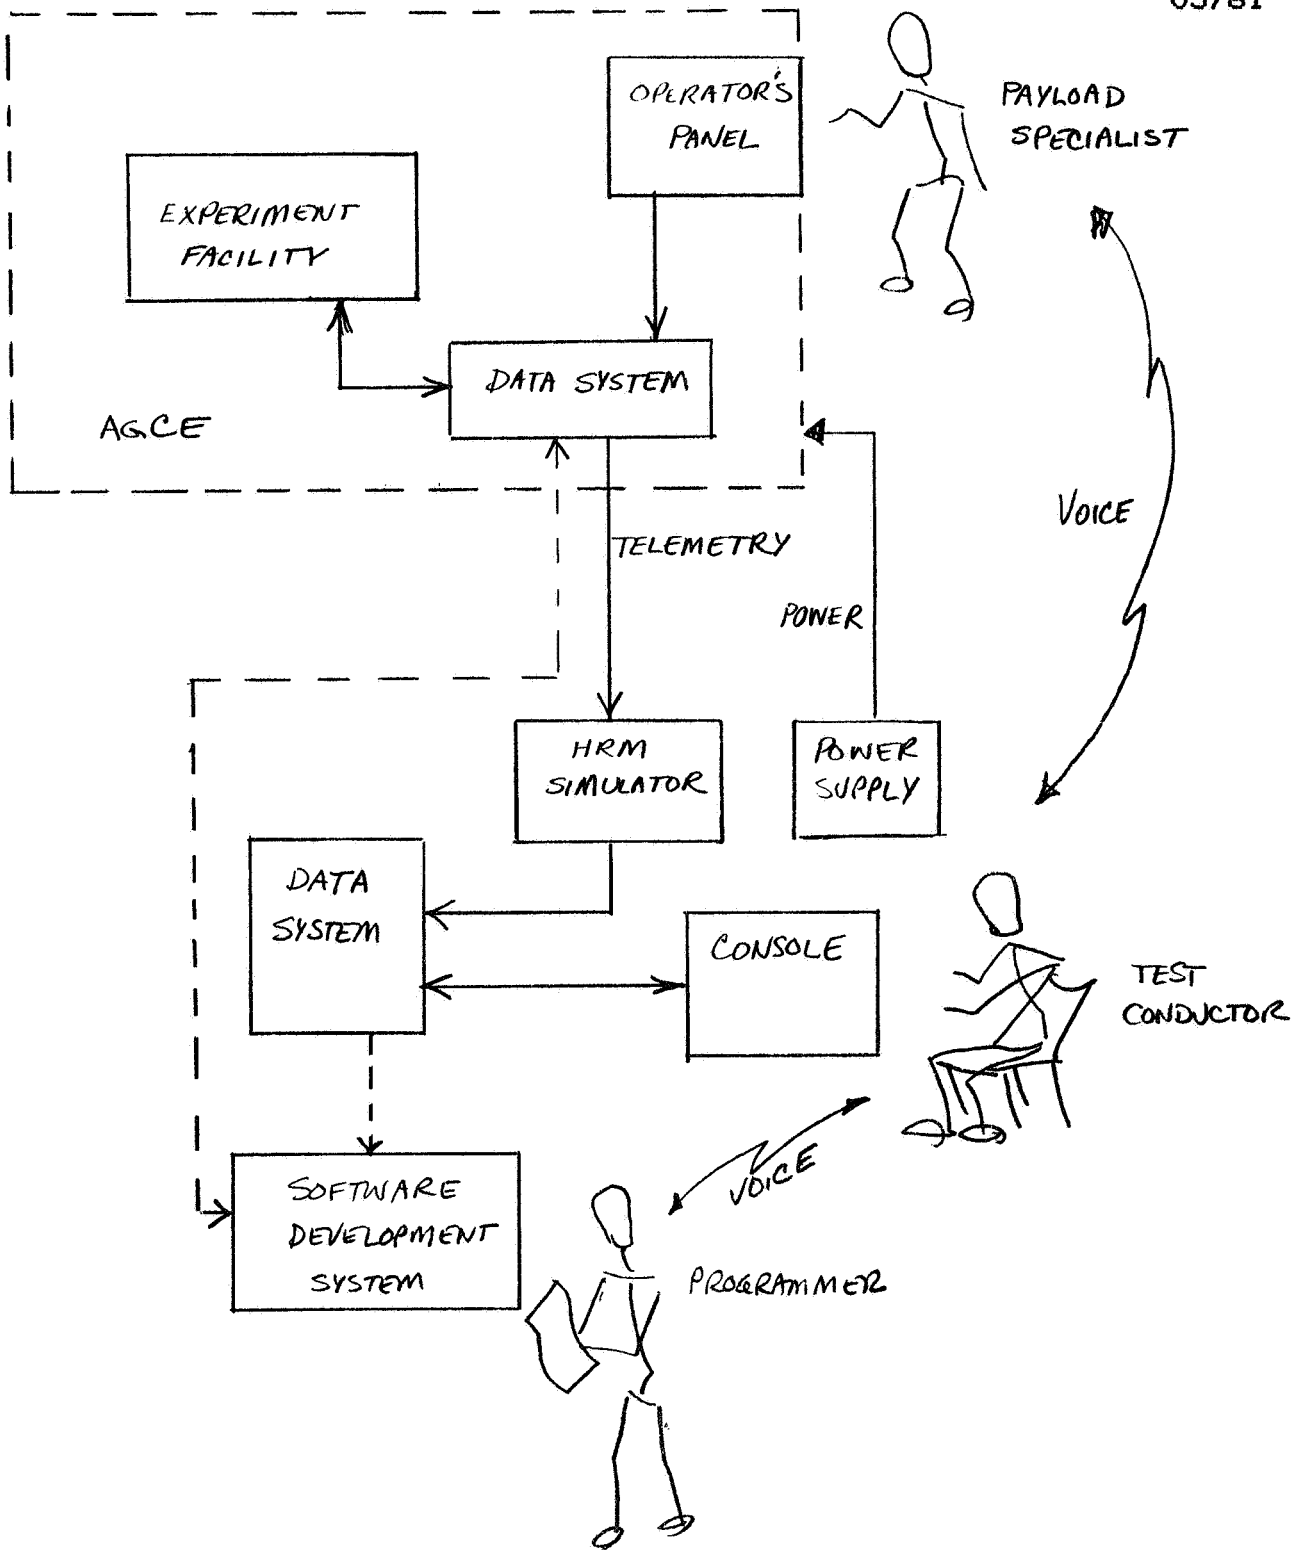 OPERATOR'S
PANEL
PAYLOAD
SPECIALIST
EXPERIMENT
FACILITY
DATA SYSTEM
AGCE
VOICE
TELEMETRY
POWER
HRM
SIMULATOR
POWER
SUPPLY
DATA
SYSTEM
CONSOLE
TEST
CONDUCTOR
VOICE
SOFTWARE
DEVELOPMENT
SYSTEM
PROGRAMMER